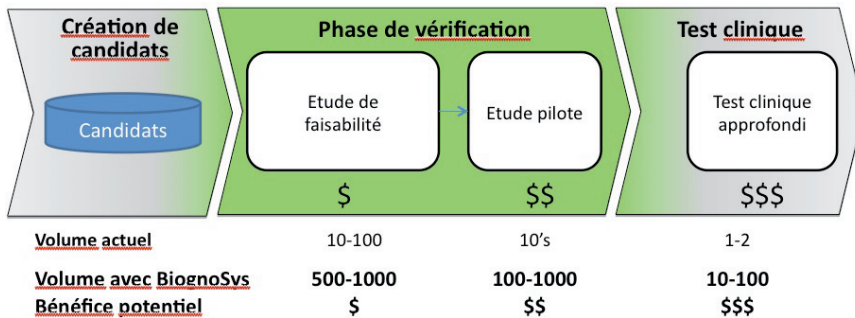 Création de
candidats
Phase de vérification
Test clinique
Candidats
Etude de
faisabilité
Etude pilote
Test clinique
approfondi
$
$$
$$$
Volume actuel 10-100 10's 1-2
Volume avec BiognoSys 500-1000 100-1000 10-100
Bénéfice potentiel $ $$ $$$